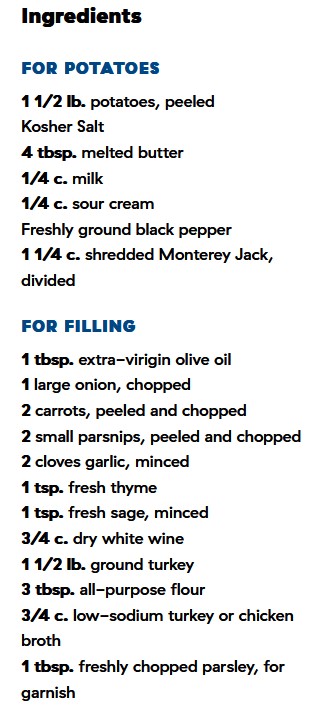 Ingredients
FOR POTATOES
1 1/2 lb. potatoes, peeled
Kosher Salt
4 tbsp. melted butter
1/4 c. milk
1/4 c. sour cream
Freshly ground black pepper
1 1/4 c. shredded Monterey Jack,
divided
FOR FILLING
1 tbsp. extra-virigin olive oil
1 large onion, chopped
2 carrots, peeled and chopped
2 small parsnips, peeled and chopped
2 cloves garlic, minced
1 tsp. fresh thyme
1 tsp. fresh sage, minced
3/4 c. dry white wine
1 1/2 lb. ground turkey
3 tbsp. all-purpose flour
3/4 c. low-sodium turkey or chicken
broth
1 tbsp. freshly chopped parsley, for
garnish